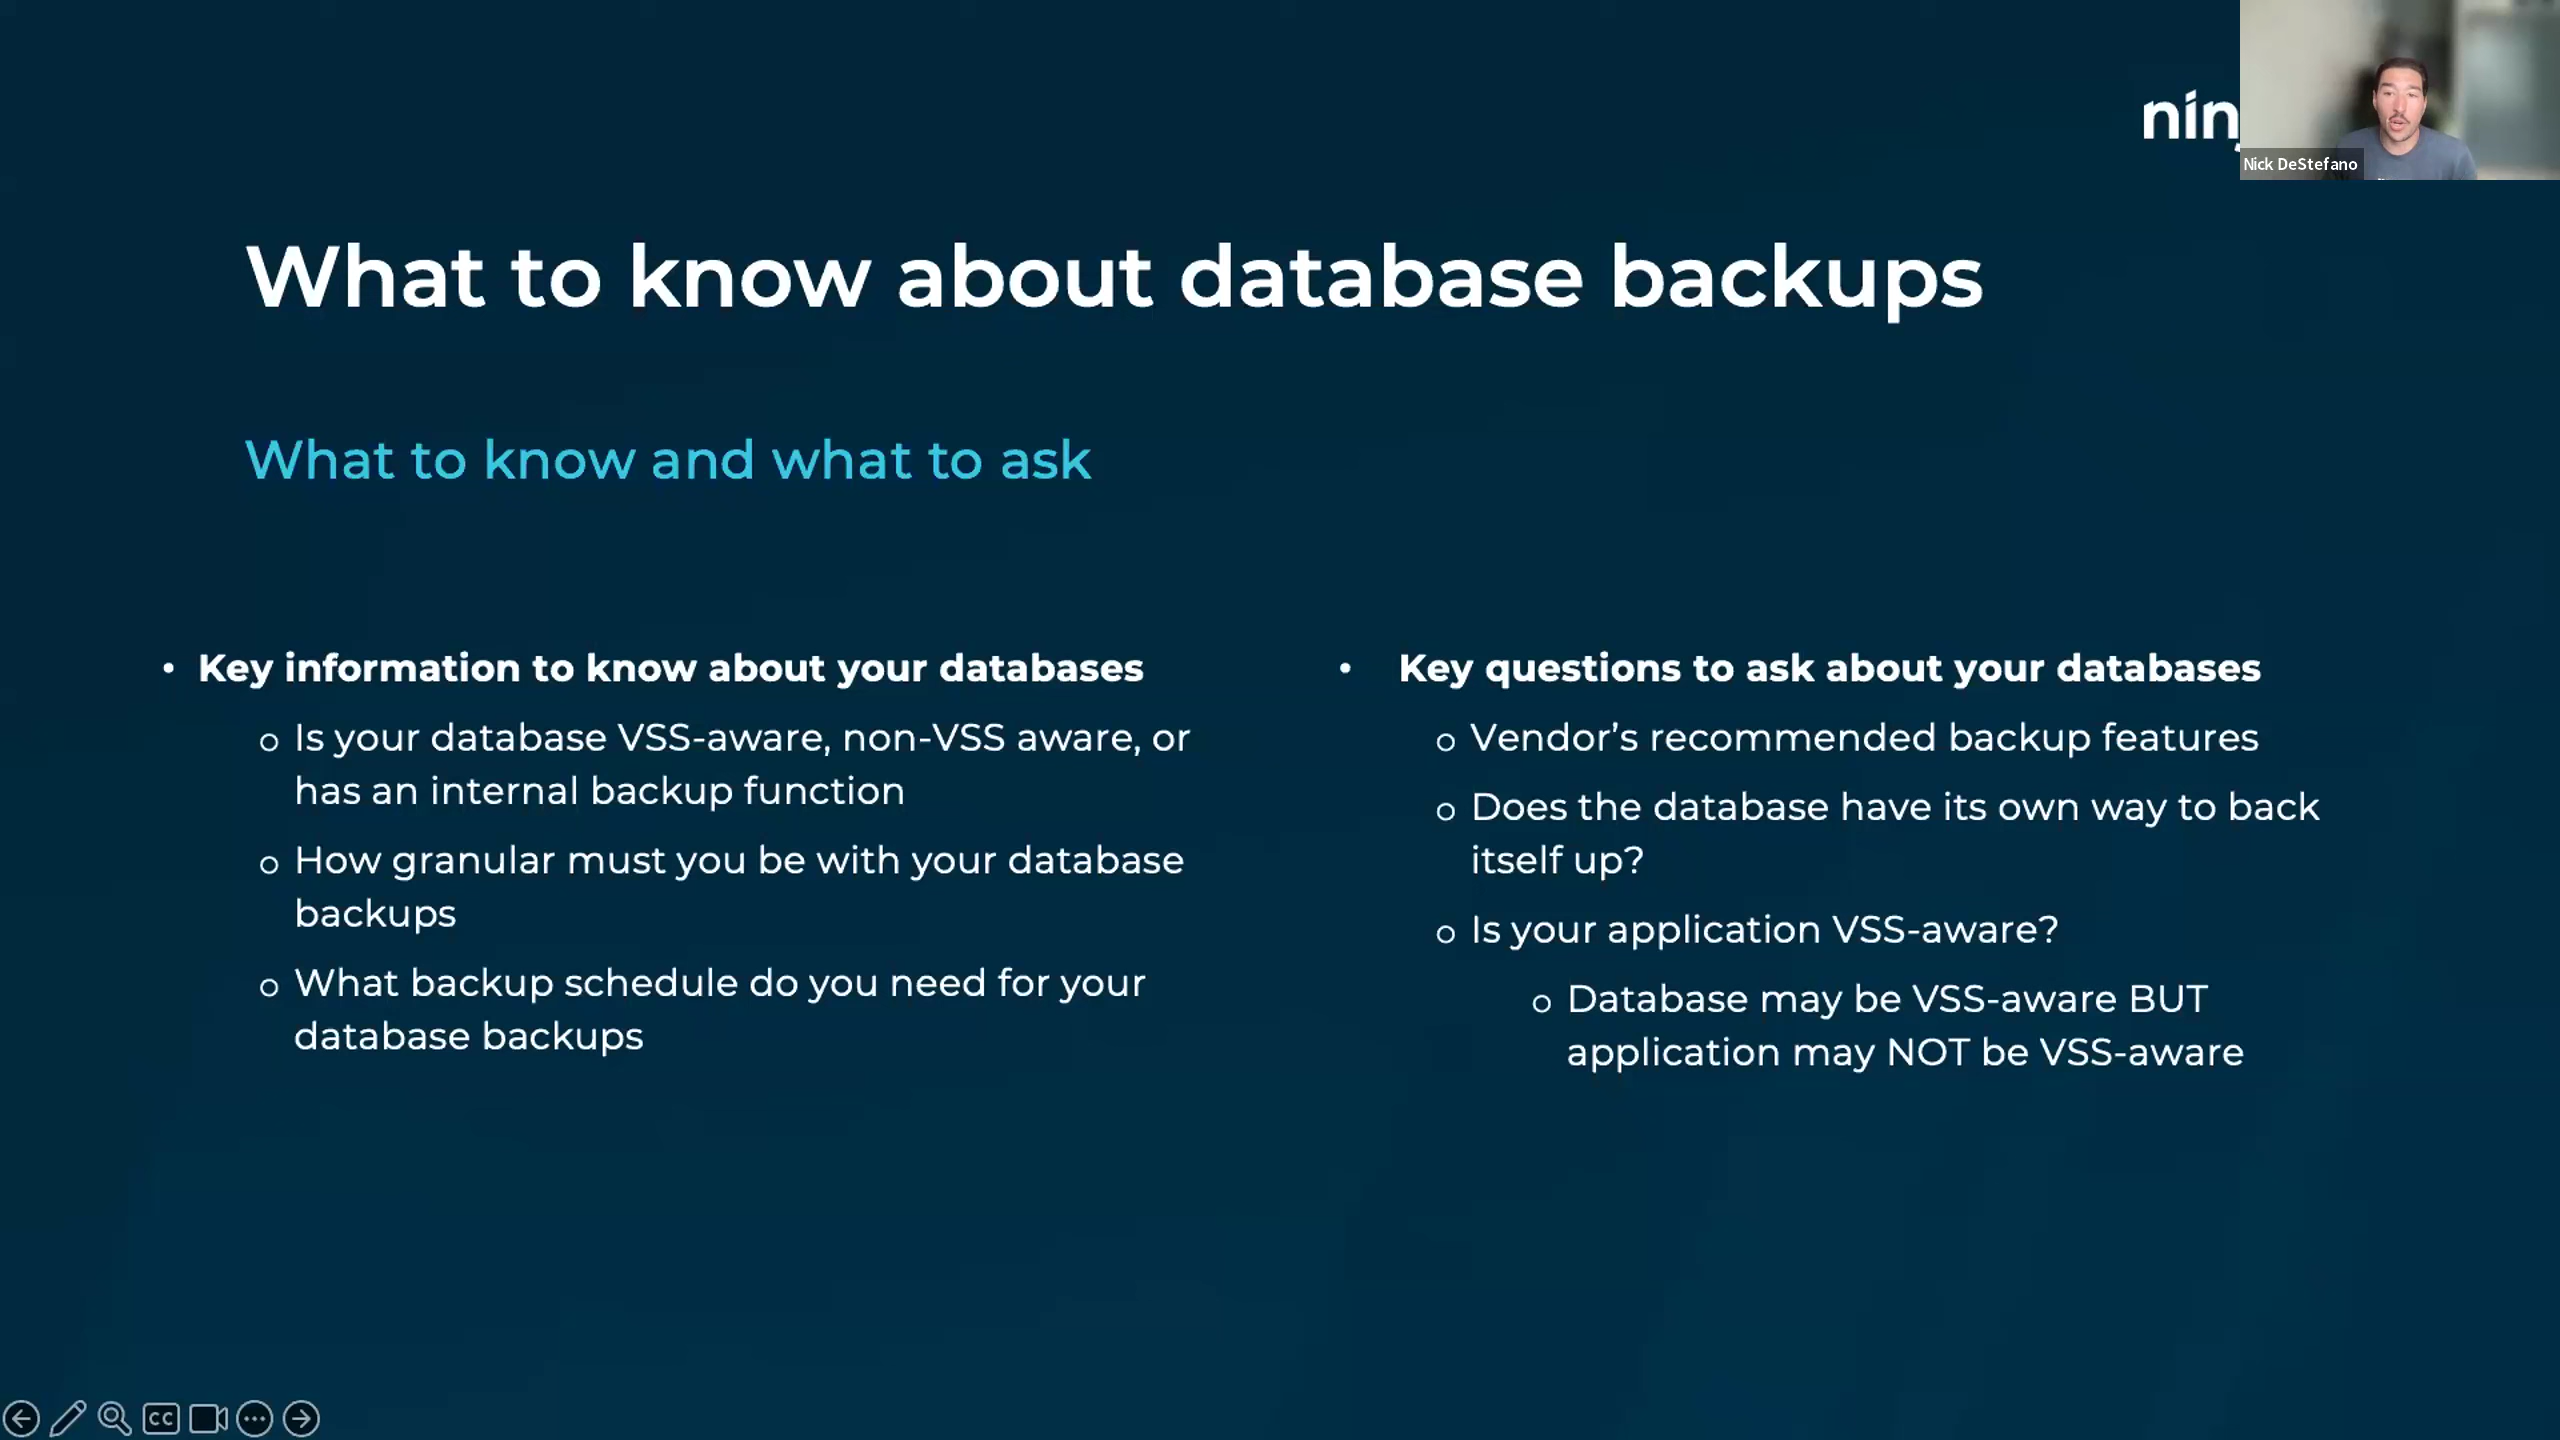 nin
Nick DeStefano
What to know about database backups
What to know and what to ask
• Key information to know about your databases
o Is your database VSS-aware, non-VSS aware, or
has an internal backup function
o How granular must you be with your database
backups
o What backup schedule do you need for your
database backups
• Key questions to ask about your databases
o Vendor’s recommended backup features
o Does the database have its own way to back
itself up?
o Is your application VSS-aware?
o Database may be VSS-aware BUT
application may NOT be VSS-aware
CC